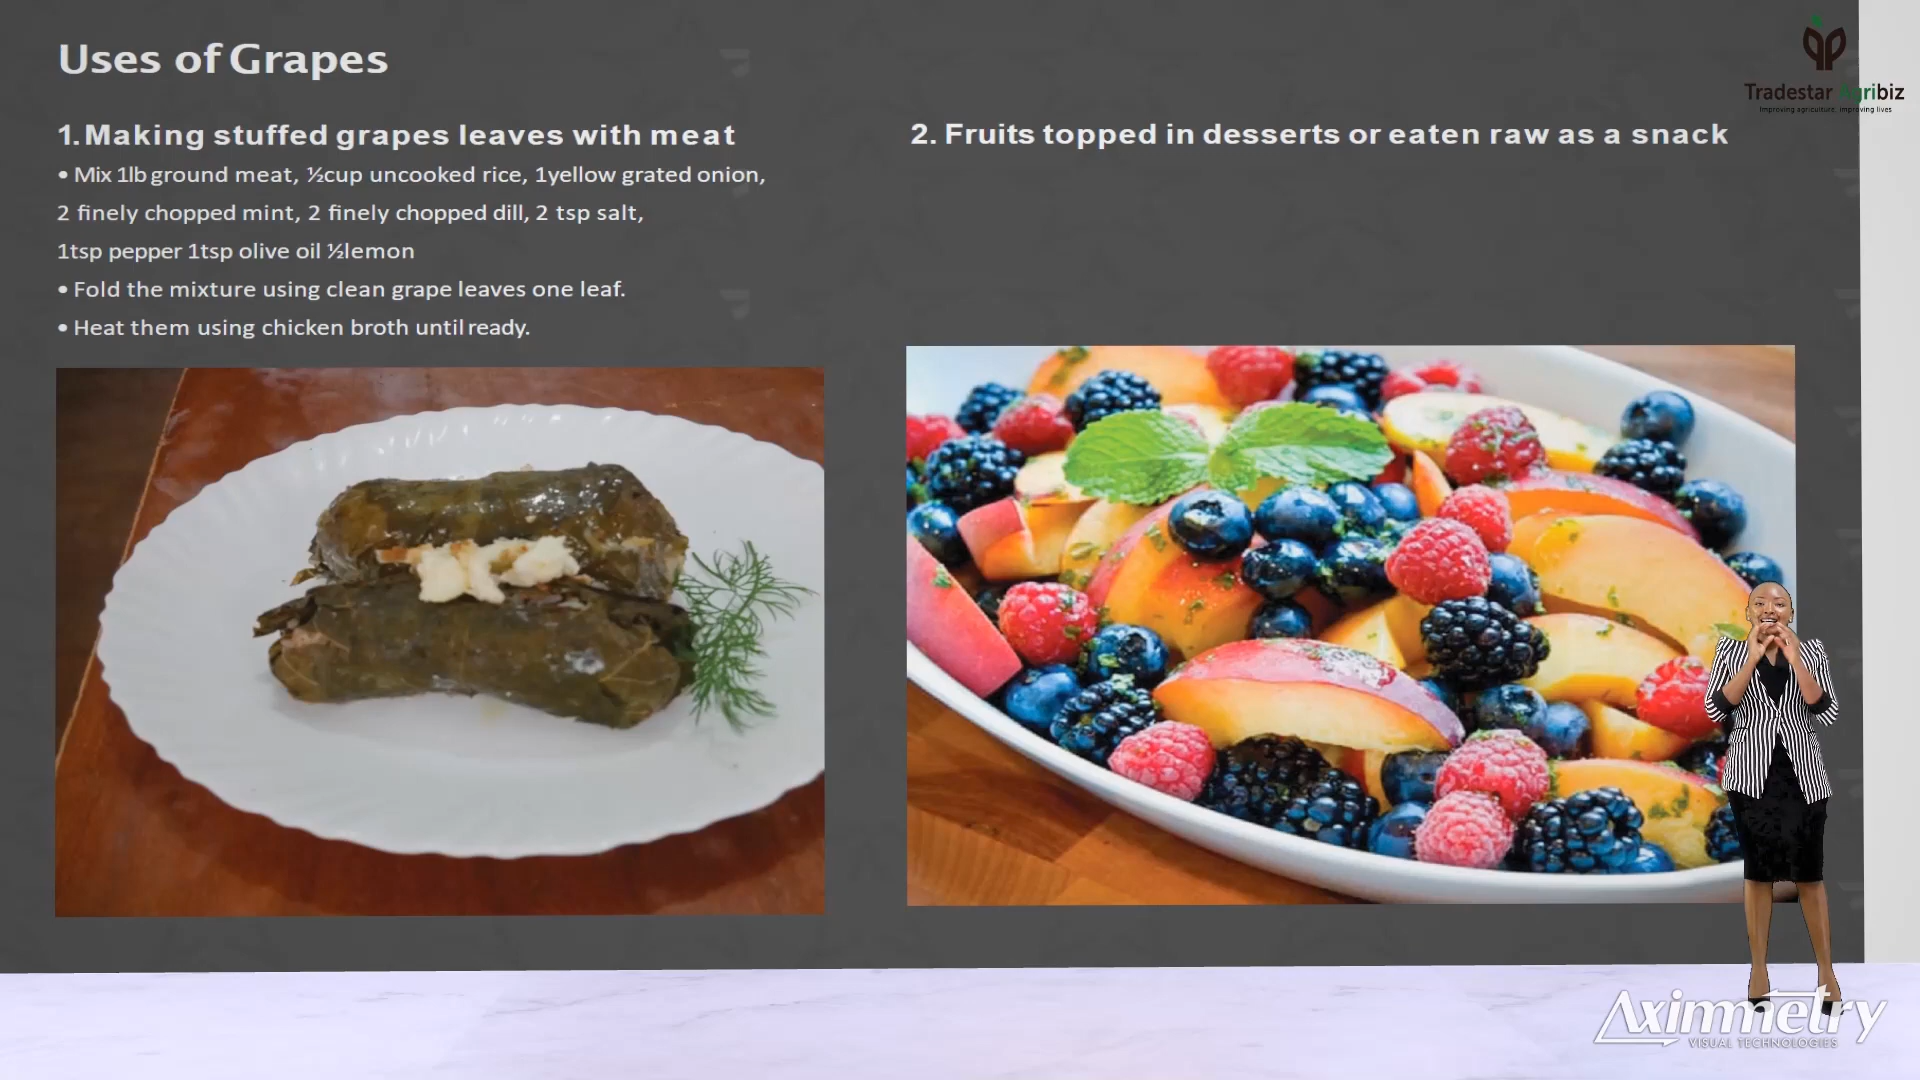 Uses of Grapes
1. Making stuffed grapes leaves with meat
• Mix 1lb ground meat, ½cup uncooked rice, 1yellow grated onion,
2 finely chopped mint, 2 finely chopped dill, 2 tsp salt,
1tsp pepper 1tsp olive oil ½lemon
• Fold the mixture using clean grape leaves one leaf.
• Heat them using chicken broth until ready.
2. Fruits topped in desserts or eaten raw as a snack
Tradestar Agribiz
Improving agriculture, improving lives
Aximmetry
VISUAL TECHNOLOGIES